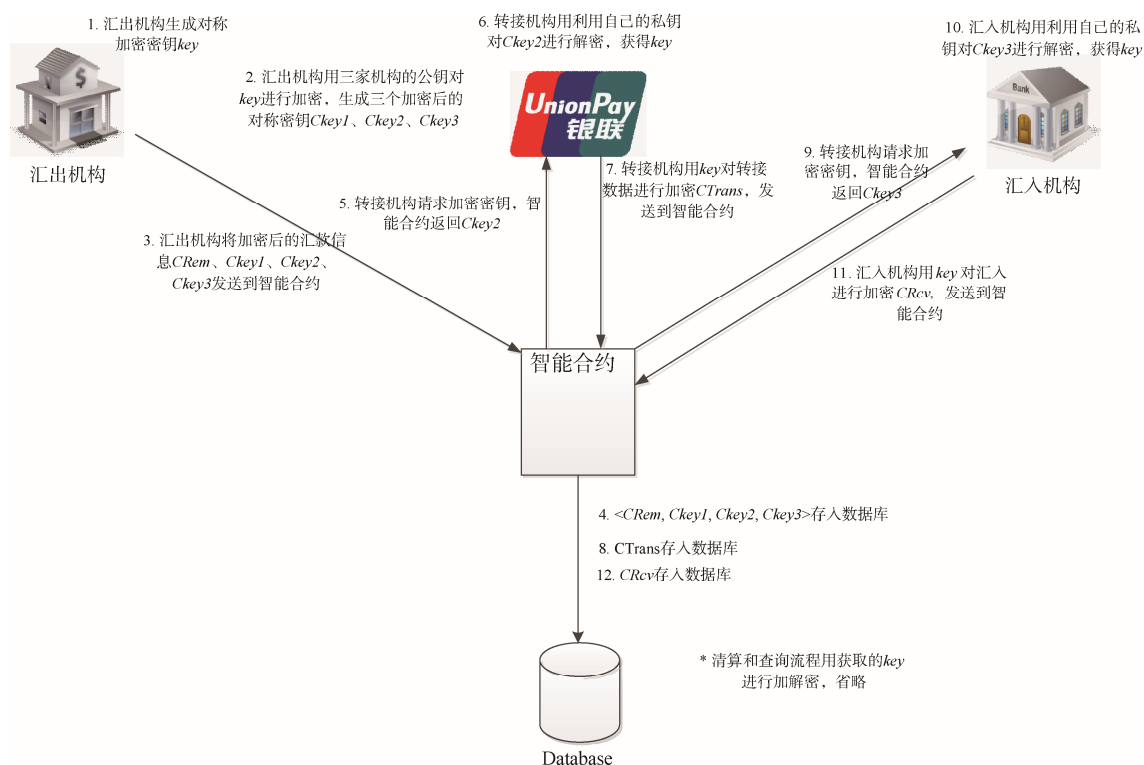 1. 汇出机构生成对称
加密密钥key
汇出机构
2. 汇出机构用三家机构的公钥对
key进行加密，生成三个加密后的
对称密钥Ckey1、Ckey2、Ckey3
6. 转接机构用利用自己的私钥
对Ckey2进行解密，获得key
UnionPay
银联
10. 汇入机构用利用自己的私
钥对Ckey3进行解密，获得key
Bank
汇入机构
3. 汇出机构将加密后的汇款信
息CRem、Ckey1、Ckey2、
Ckey3发送到智能合约
5. 转接机构请求加密密钥，智
能合约返回Ckey2
7. 转接机构用key对转接
数据进行加密CTrans，发
送到智能合约
9. 转接机构请求加
密密钥，智能合约
返回Ckey3
11. 汇入机构用key 对汇入
进行加密 CRcv，发送到智
能合约
智能合约
4. <CRem, Ckey1, Ckey2, Ckey3>存入数据库
8. CTrans存入数据库
12. CRcv存入数据库
* 清算和查询流程用获取的key
进行加解密，省略
Database